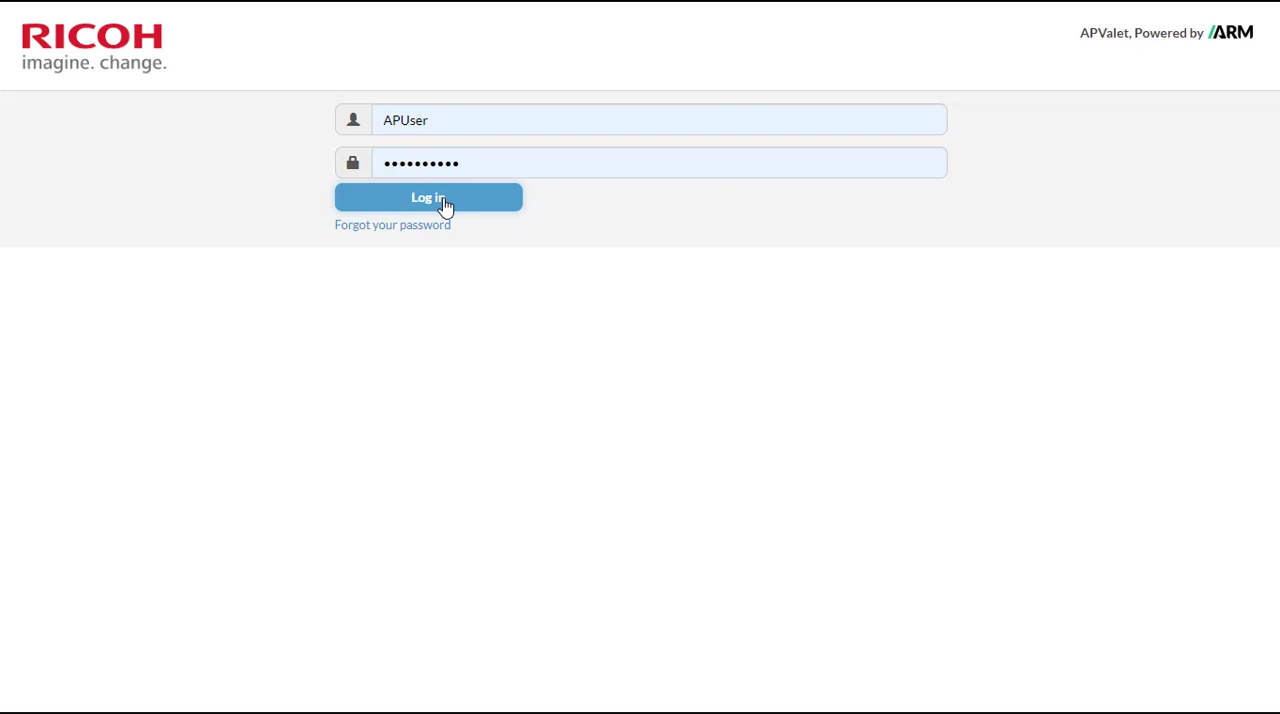 RICOH
imagine. change.
APValet, Powered by ARM
APUser
••••••••••
Log in
Forgot your password